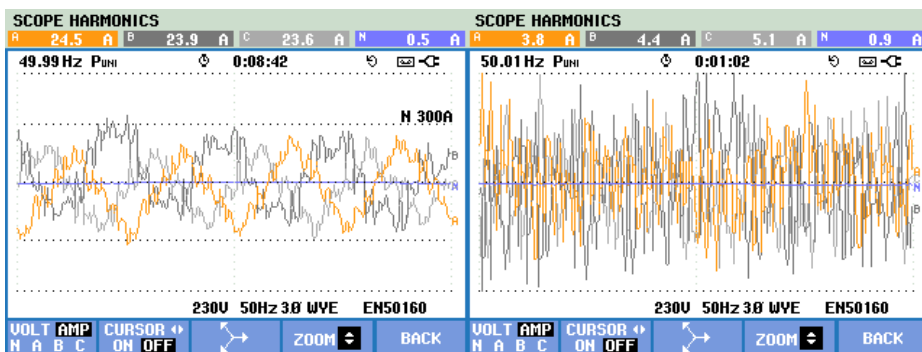 SCOPE HARMONICS
A 24.5 A B 23.9 A C 23.6 A N 0.5 A
49.99 Hz PUNI 0:08:42
N 300A
B
N
A
230V 50Hz 3.0 WYE EN50160
VOLT AMP CURSOR ZOOM BACK
N A B C ON OFF
SCOPE HARMONICS
A 3.8 A B 4.4 A C 5.1 A N 0.9 A
50.01 Hz PUNI 0:01:02
A
N
B
230V 50Hz 3.0 WYE EN50160
VOLT AMP CURSOR ZOOM BACK
N A B C ON OFF